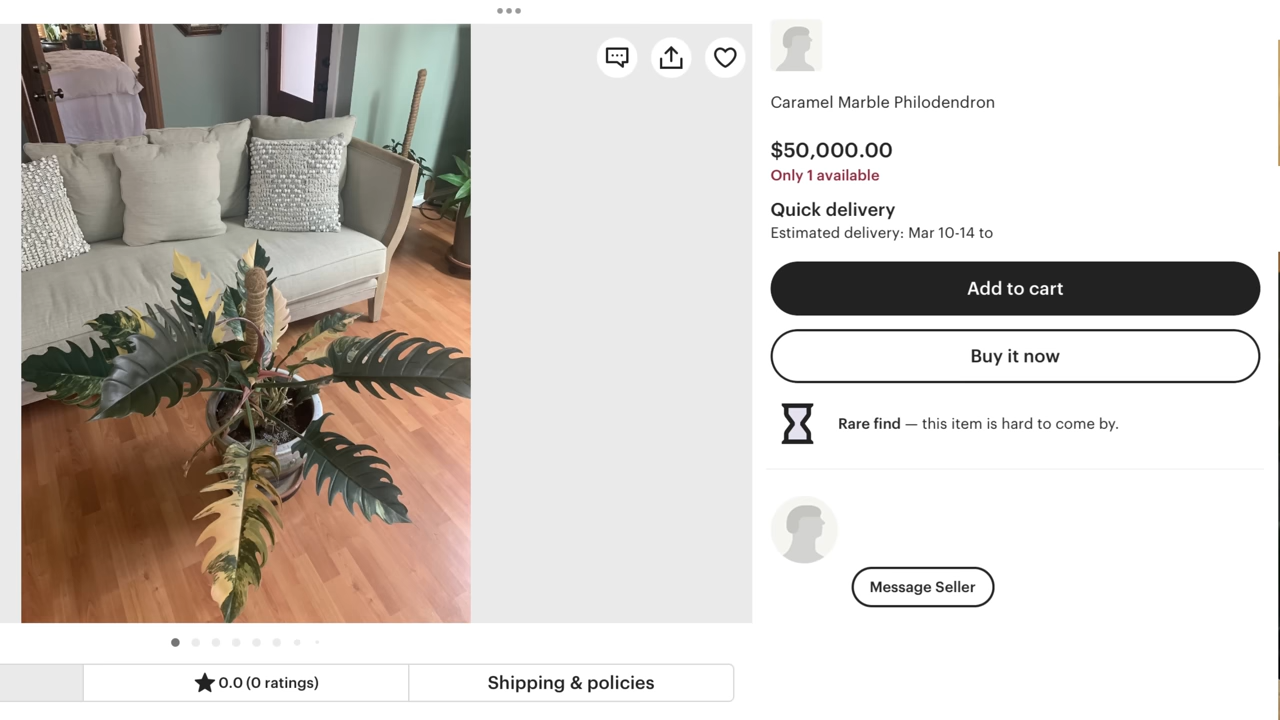 Caramel Marble Philodendron
$50,000.00
Only 1 available
Quick delivery
Estimated delivery: Mar 10-14 to
Add to cart
Buy it now
Rare find — this item is hard to come by.
Message Seller
0.0 (0 ratings)
Shipping & policies